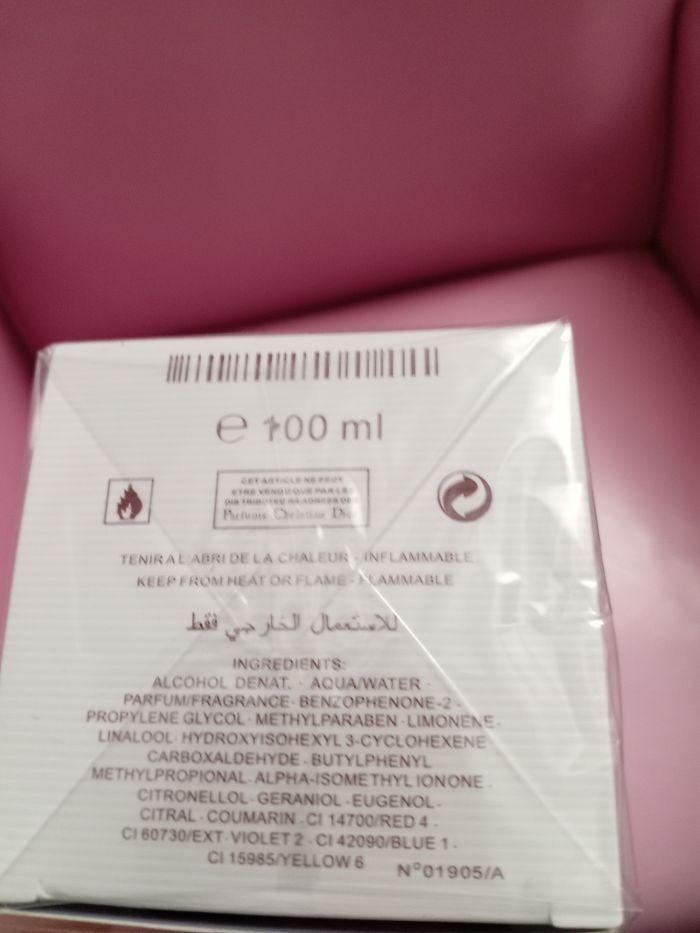 ℮ 100 ml
CET ARTICLE NE PEUT
ETRE VENDU QUE PAR LES
DISTRIBUTEURS AGREES DE
Parfums Christian Dior
TENIR A L'ABRI DE LA CHALEUR - INFLAMMABLE
KEEP FROM HEAT OR FLAME - FLAMMABLE
للاستعمال الخارجي فقط
INGREDIENTS:
ALCOHOL DENAT. · AQUA/WATER ·
PARFUM/FRAGRANCE · BENZOPHENONE-2 ·
PROPYLENE GLYCOL · METHYLPARABEN · LIMONENE ·
LINALOOL · HYDROXYISOHEXYL 3-CYCLOHEXENE
CARBOXALDEHYDE · BUTYLPHENYL
METHYLPROPIONAL · ALPHA-ISOMETHYL IONONE ·
CITRONELLOL · GERANIOL · EUGENOL ·
CITRAL · COUMARIN · CI 14700/RED 4 ·
CI 60730/EXT · VIOLET 2 · CI 42090/BLUE 1 ·
CI 15985/YELLOW 6
N°01905/A